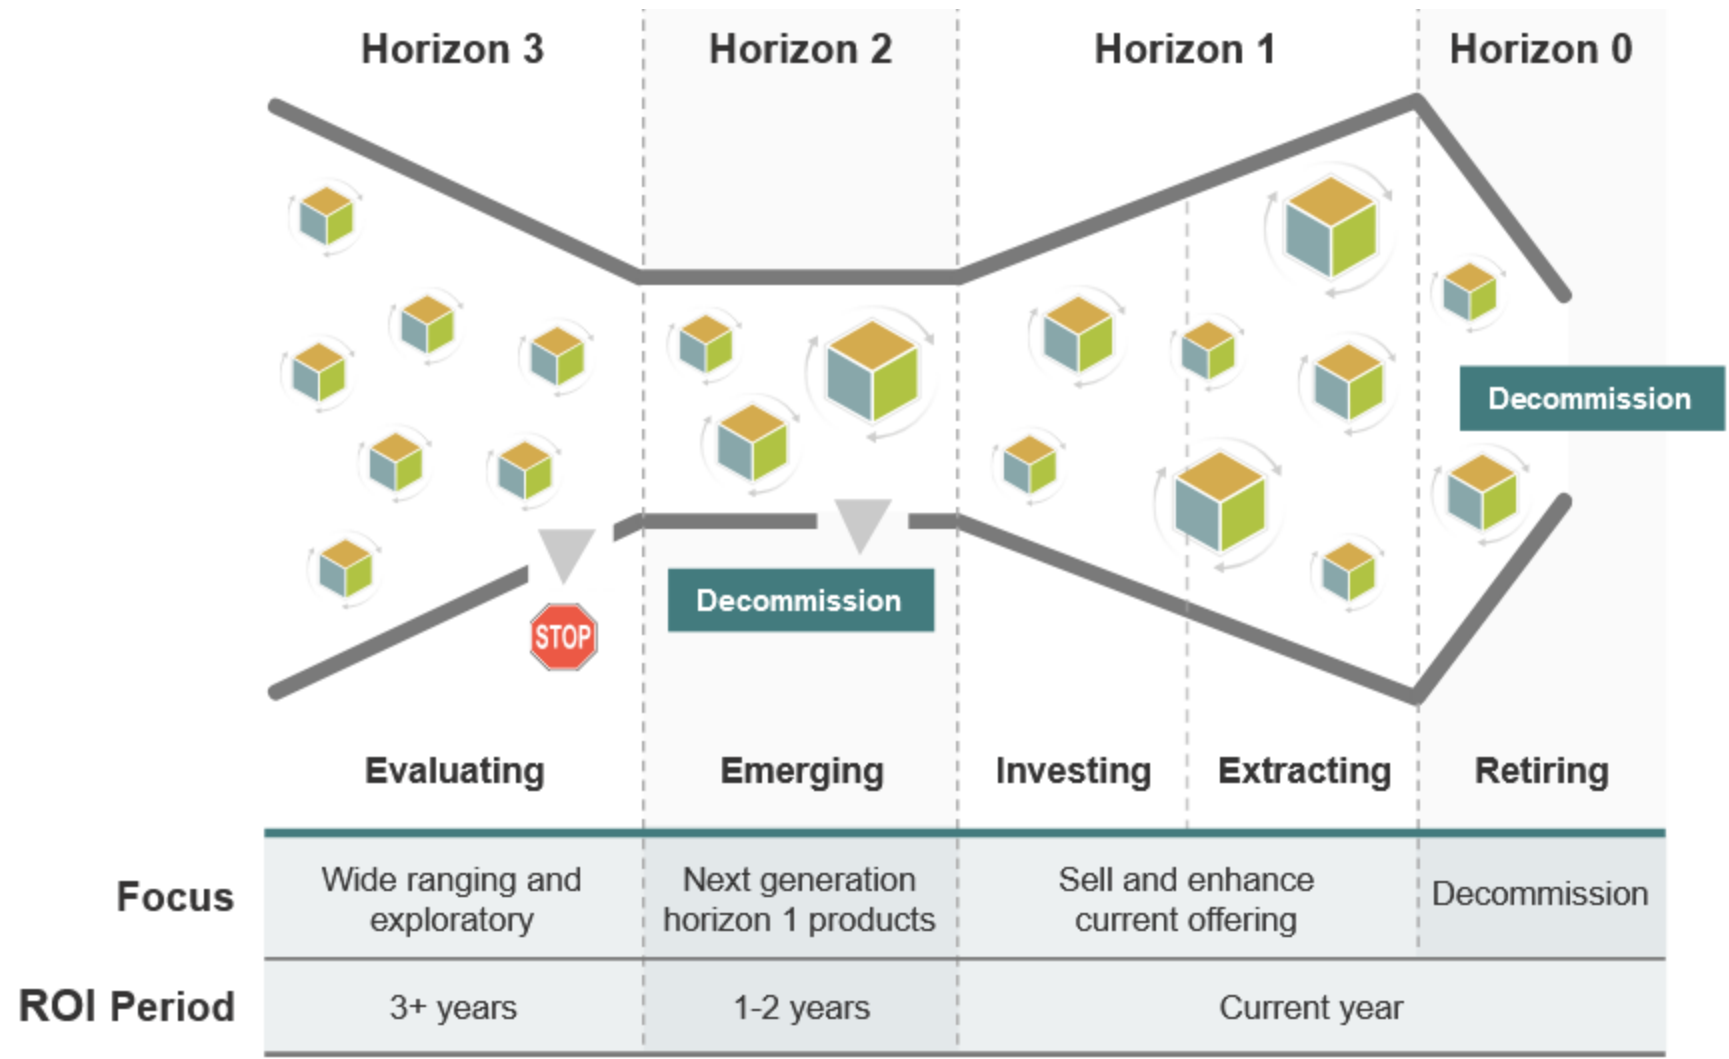 Horizon 3
Horizon 2
Horizon 1
Horizon 0
Decommission
STOP
Decommission
Evaluating
Emerging
Investing
Extracting
Retiring
Focus
Wide ranging and
exploratory
Next generation
horizon 1 products
Sell and enhance
current offering
Decommission
ROI Period
3+ years
1-2 years
Current year